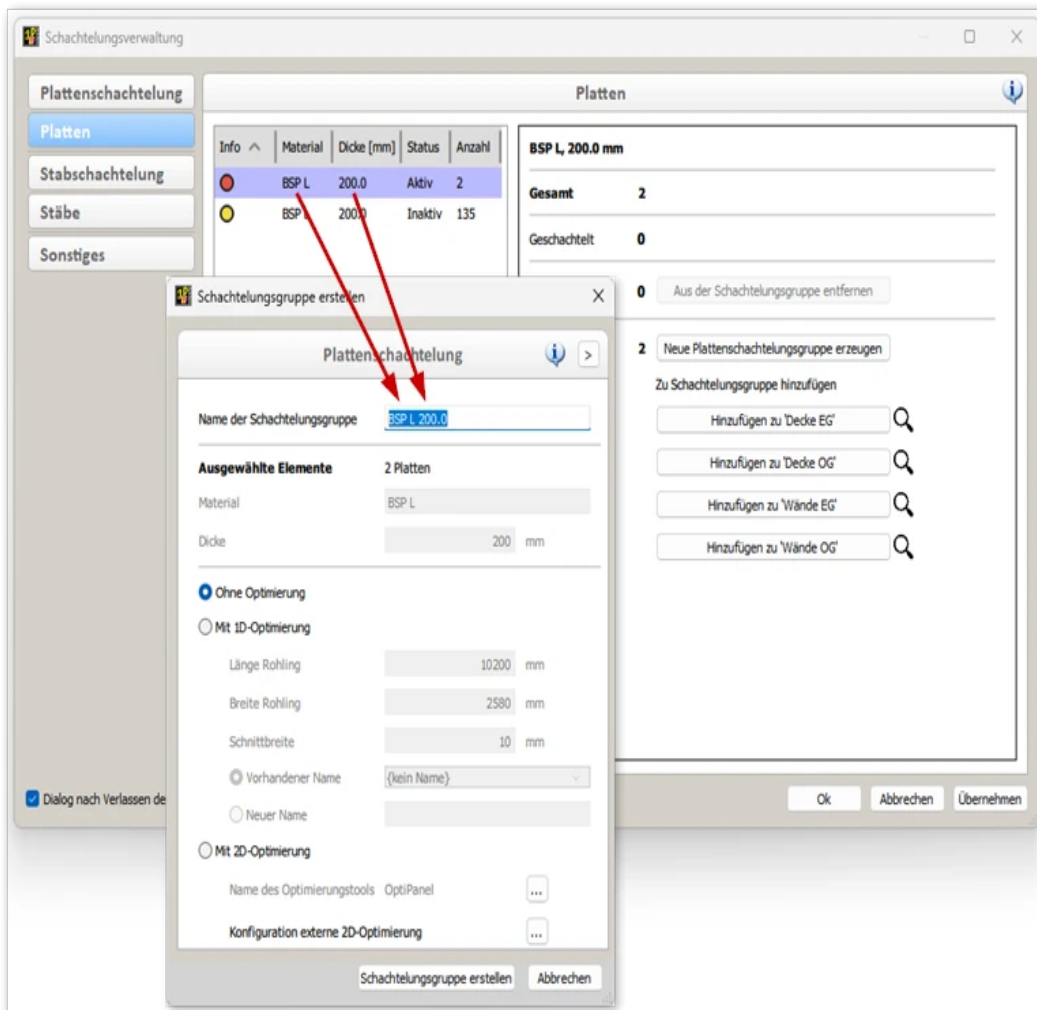 Schachtelungsverwaltung
Plattenschachtelung
Platten
Stabschachtelung
Stäbe
Sonstiges
Platten
Info Material Dicke [mm] Status Anzahl
BSP L 200.0 Aktiv 2
BSP L 200.0 Inaktiv 135
BSP L, 200.0 mm
Gesamt 2
Geschachtelt 0
0 Aus der Schachtelungsgruppe entfernen
2 Neue Plattenschachtelungsgruppe erzeugen
Zu Schachtelungsgruppe hinzufügen
Hinzufügen zu 'Decke EG'
Hinzufügen zu 'Decke OG'
Hinzufügen zu 'Wände EG'
Hinzufügen zu 'Wände OG'
Dialog nach Verlassen de
Ok Abbrechen Übernehmen
Schachtelungsgruppe erstellen
Plattenschachtelung
Name der Schachtelungsgruppe BSP L 200.0
Ausgewählte Elemente 2 Platten
Material BSP L
Dicke 200 mm
Ohne Optimierung
Mit 1D-Optimierung
Länge Rohling 10200 mm
Breite Rohling 2580 mm
Schnittbreite 10 mm
Vorhandener Name {kein Name}
Neuer Name
Mit 2D-Optimierung
Name des Optimierungstools OptiPanel ...
Konfiguration externe 2D-Optimierung ...
Schachtelungsgruppe erstellen Abbrechen